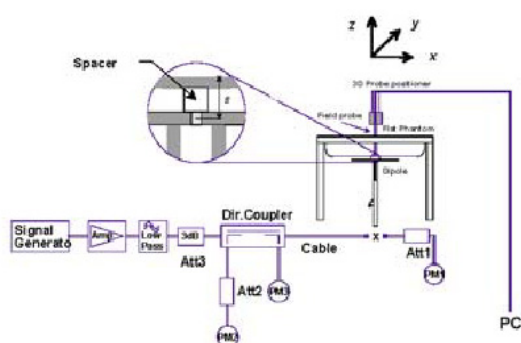 z
y
x
Spacer
s
3D Probe positioner
Field probe
Flat Phantom
Dipole
Signal
Generato
Amp
Low
Pass
3dB
Att3
Dir.Coupler
Cable
x
Att1
PM1
Att2
PM3
PM2
PC